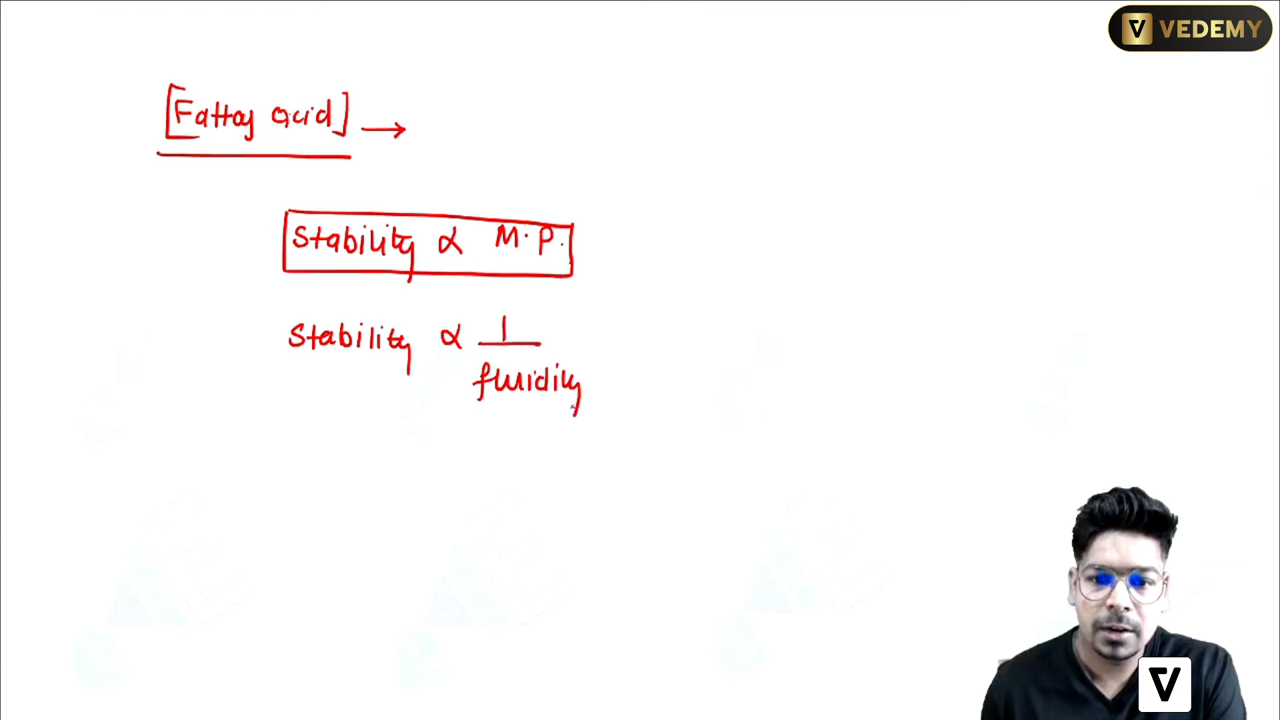 VEDEMY
[Fatty acid] →
Stability ∝ M.P.
Stability ∝ 1
fluidity